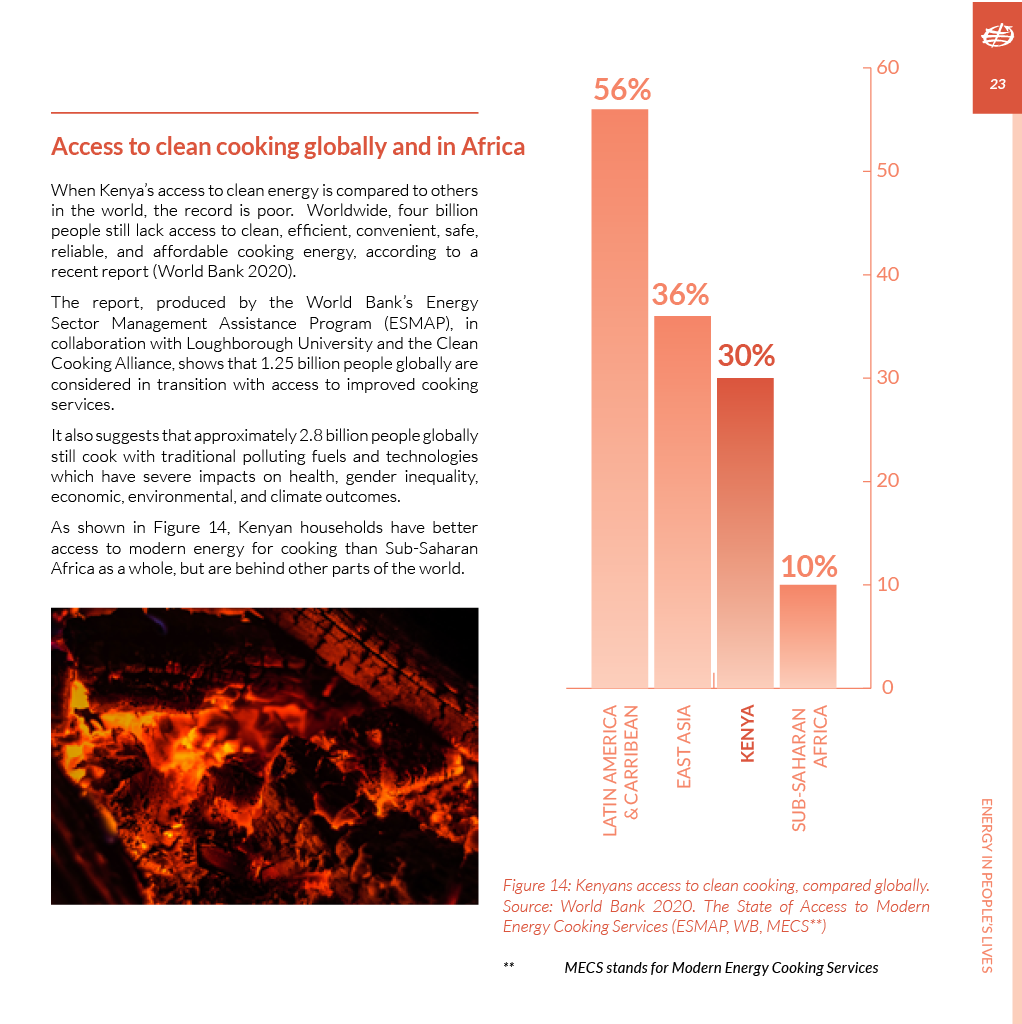 23
Access to clean cooking globally and in Africa
When Kenya's access to clean energy is compared to others
in the world, the record is poor. Worldwide, four billion
people still lack access to clean, efficient, convenient, safe,
reliable, and affordable cooking energy, according to a
recent report (World Bank 2020).
The report, produced by the World Bank's Energy
Sector Management Assistance Program (ESMAP), in
collaboration with Loughborough University and the Clean
Cooking Alliance, shows that 1.25 billion people globally are
considered in transition with access to improved cooking
services.
It also suggests that approximately 2.8 billion people globally
still cook with traditional polluting fuels and technologies
which have severe impacts on health, gender inequality,
economic, environmental, and climate outcomes.
As shown in Figure 14, Kenyan households have better
access to modern energy for cooking than Sub-Saharan
Africa as a whole, but are behind other parts of the world.
56%
36%
30%
10%
60
50
40
30
20
10
0
LATIN AMERICA
& CARRIBEAN
EAST ASIA
KENYA
SUB-SAHARAN
AFRICA
Figure 14: Kenyans access to clean cooking, compared globally.
Source: World Bank 2020. The State of Access to Modern
Energy Cooking Services (ESMAP, WB, MECS**)
** MECS stands for Modern Energy Cooking Services
ENERGY IN PEOPLE'S LIVES